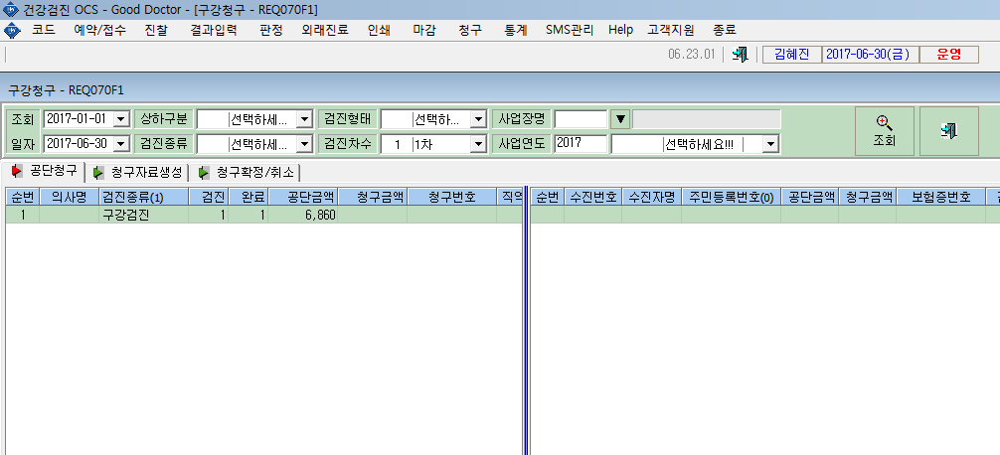 건강검진 OCS - Good Doctor - [구강청구 - REQ070F1]
코드 예약/접수 진찰 결과입력 판정 외래진료 인쇄 마감 청구 통계 SMS관리 Help 고객지원 종료
06.23.01 김혜진 2017-06-30(금) 운영
구강청구 - REQ070F1
조회 2017-01-01 상하구분 선택하세... 검진형태 선택하... 사업장명
일자 2017-06-30 검진종류 선택하세... 검진차수 1 1차 사업연도 2017 선택하세요!!!
조회
공단청구 청구자료생성 청구확정/취소
순번 의사명 검진종류(1) 검진 완료 공단금액 청구금액 청구번호 직역 순번 수진번호 수진자명 주민등록번호(0) 공단금액 청구금액 보험증번호
1 구강검진 1 1 6,860